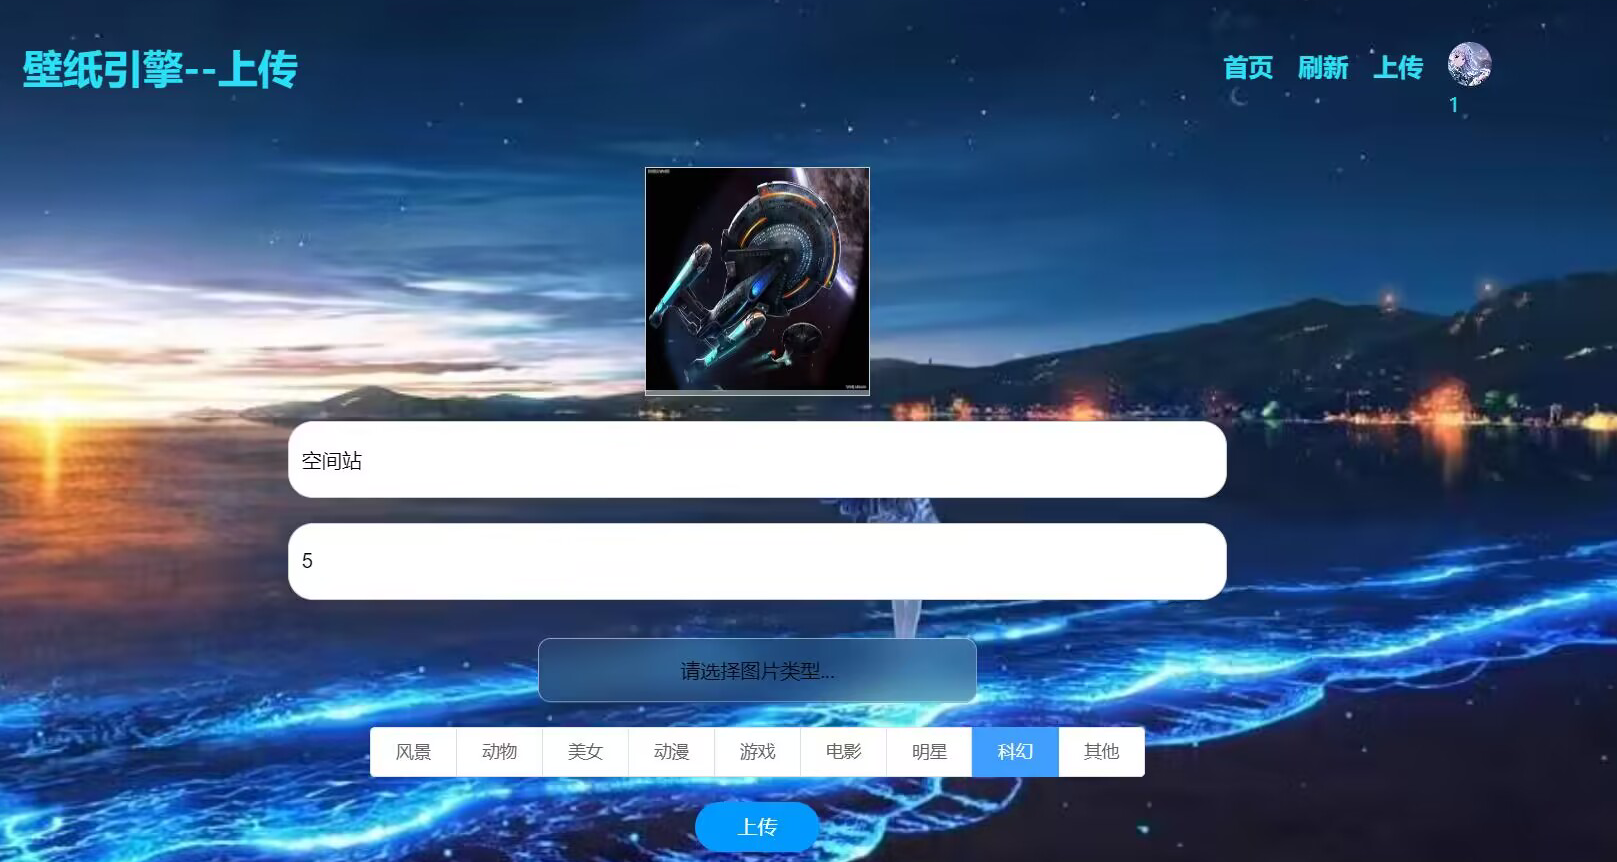 壁纸引擎--上传
首页 刷新 上传
1
空间站
5
请选择图片类型...
风景 动物 美女 动漫 游戏 电影 明星 科幻 其他
上传